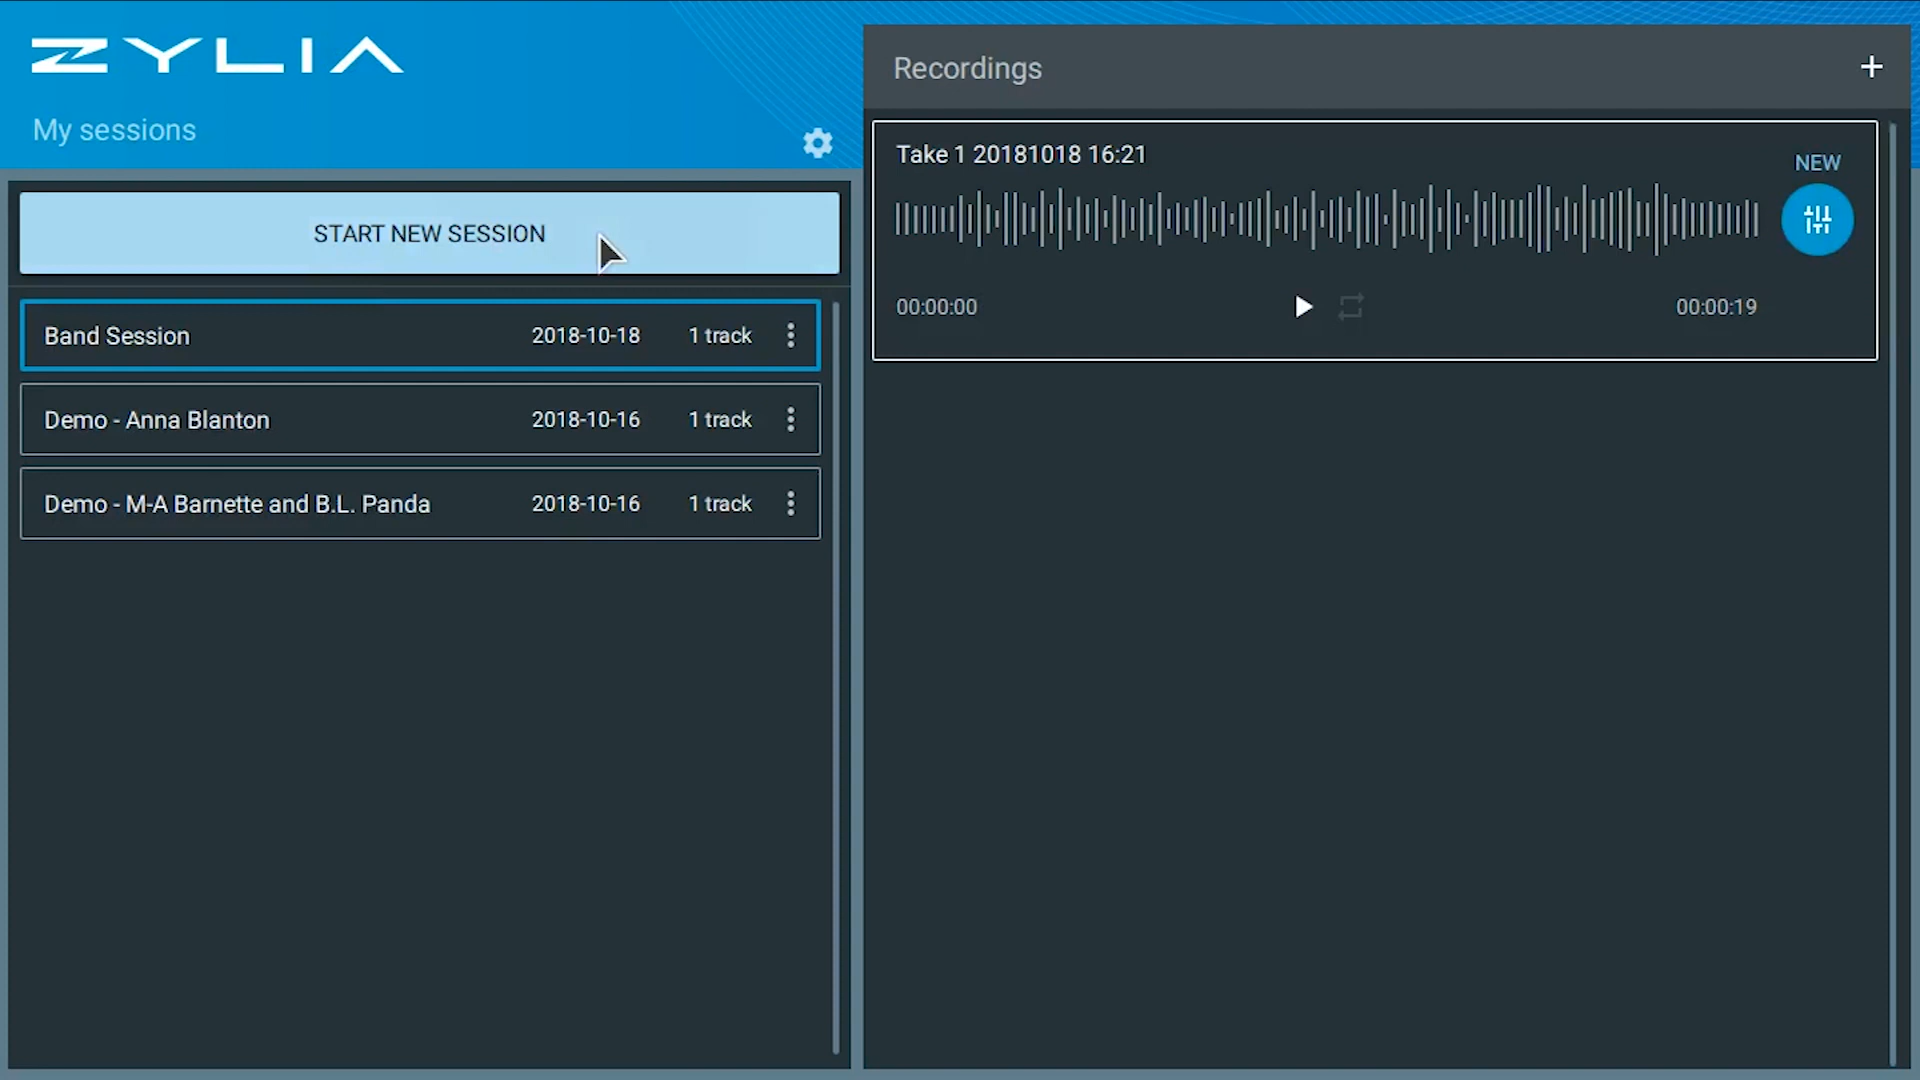 ZYLIA
My sessions
START NEW SESSION
Band Session 2018-10-18 1 track
Demo - Anna Blanton 2018-10-16 1 track
Demo - M-A Barnette and B.L. Panda 2018-10-16 1 track
Recordings
Take 1 20181018 16:21
NEW
00:00:00 00:00:19